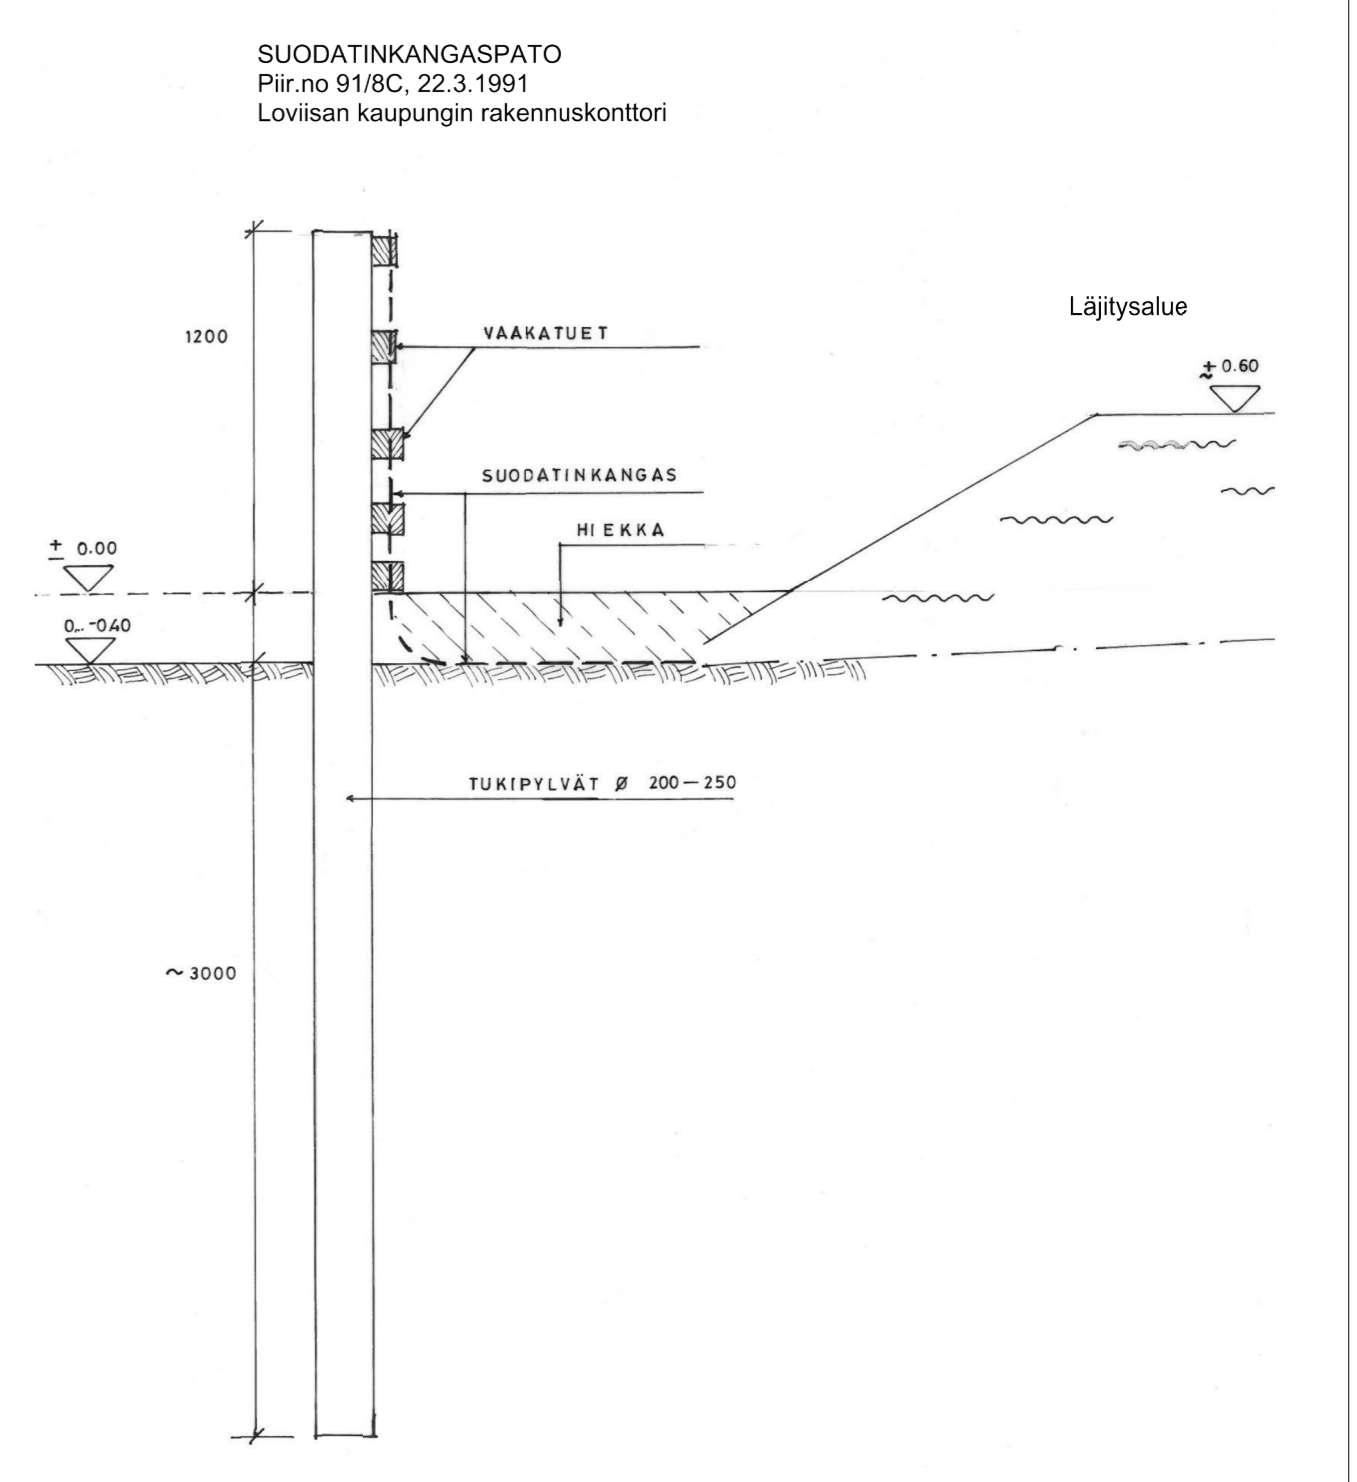 SUODATINKANGASPATO
Piir.no 91/8C, 22.3.1991
Loviisan kaupungin rakennuskonttori
Läjitysalue
1200
VAAKATUET
± 0.60
SUODATINKANGAS
HIEKKA
± 0.00
0...-0.40
TUKIPYLVÄT Ø 200–250
~3000